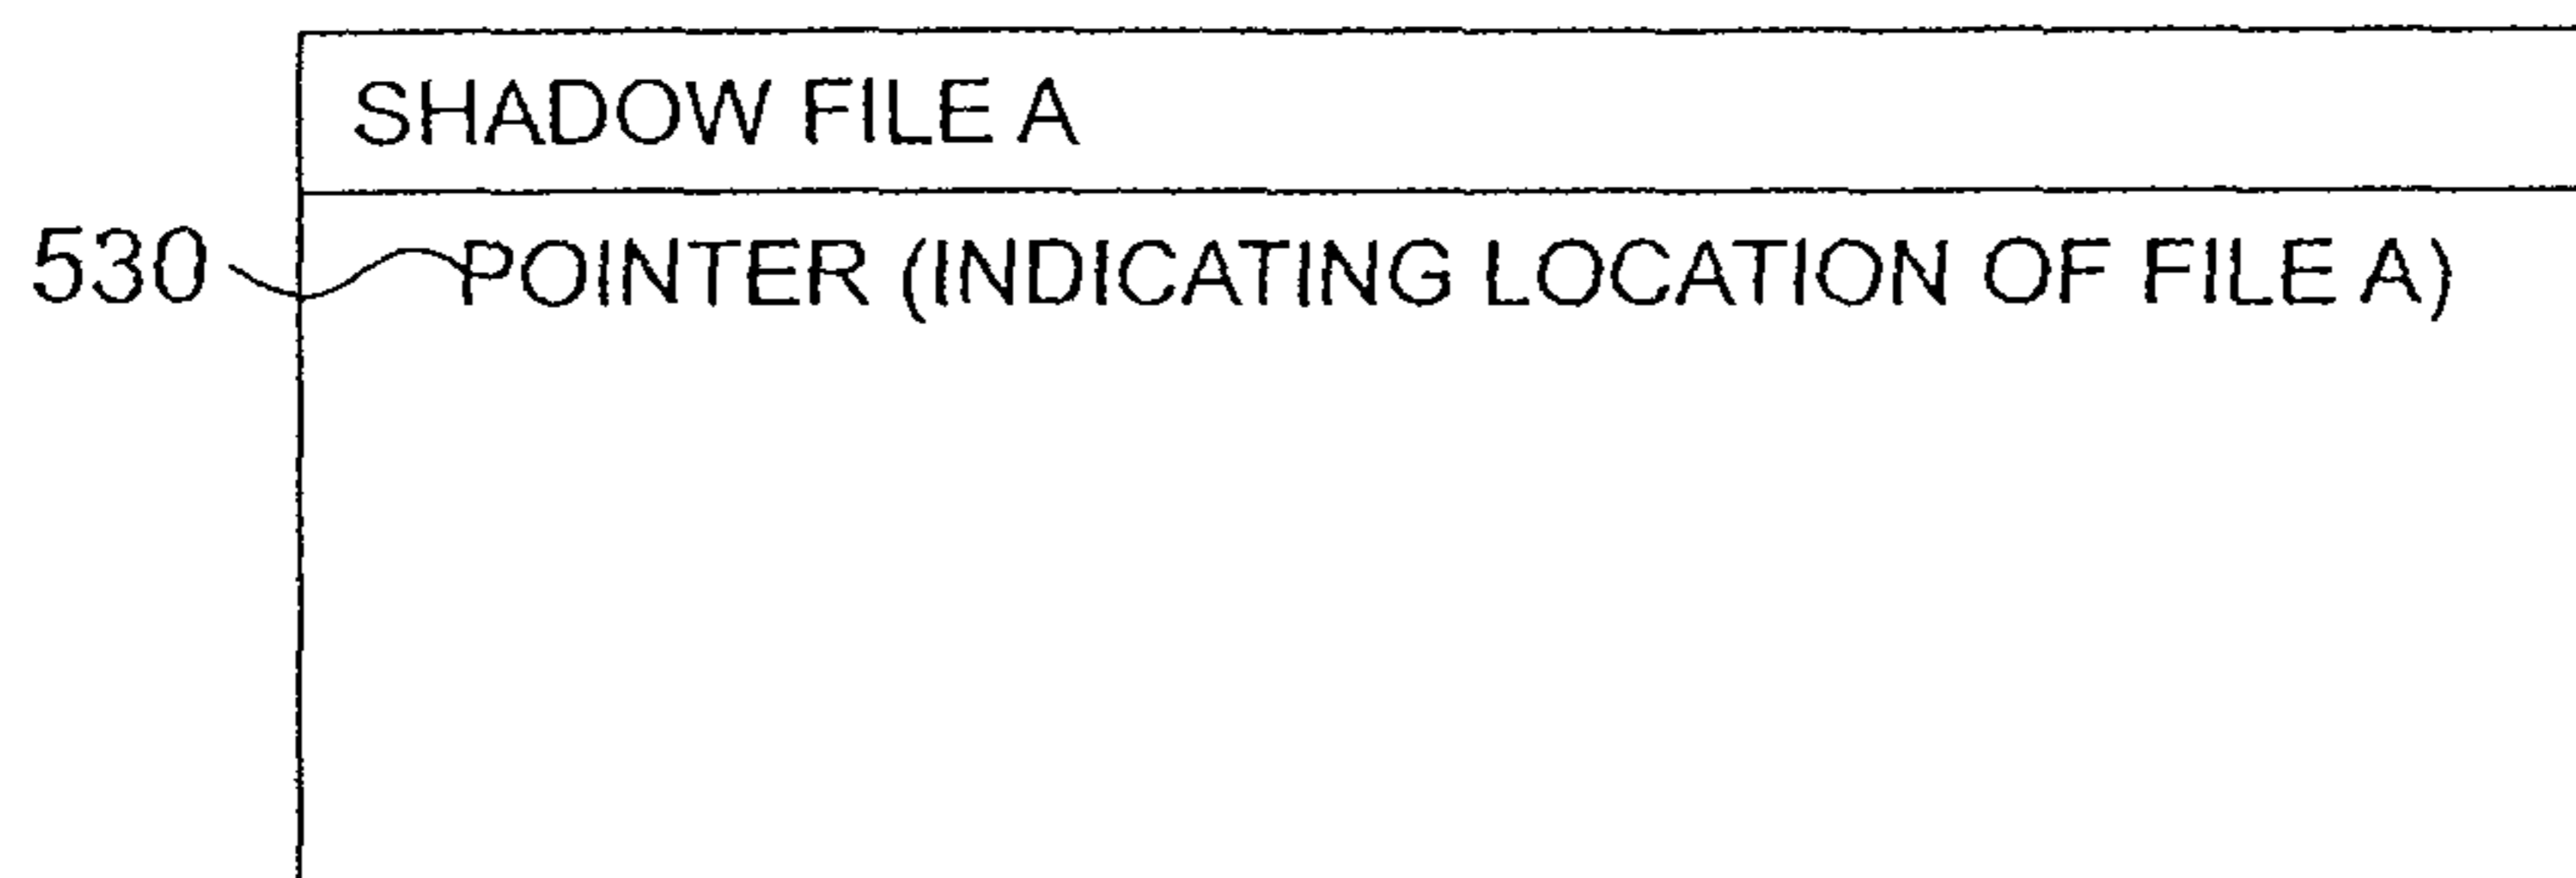 SHADOW FILE A
530 POINTER (INDICATING LOCATION OF FILE A)